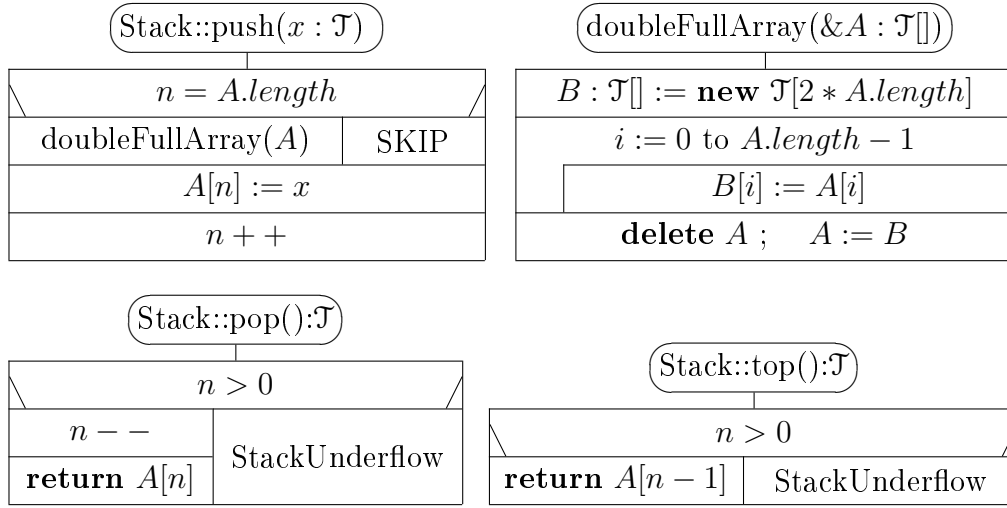 Stack::push(x : 𝒯)
n = A.length
doubleFullArray(A) SKIP
A[n] := x
n + +
doubleFullArray(&A : 𝒯[])
B : 𝒯[] := new 𝒯[2 ∗ A.length]
i := 0 to A.length − 1
B[i] := A[i]
delete A ; A := B
Stack::pop():𝒯
n > 0
n − −
return A[n]
StackUnderflow
Stack::top():𝒯
n > 0
return A[n − 1] StackUnderflow